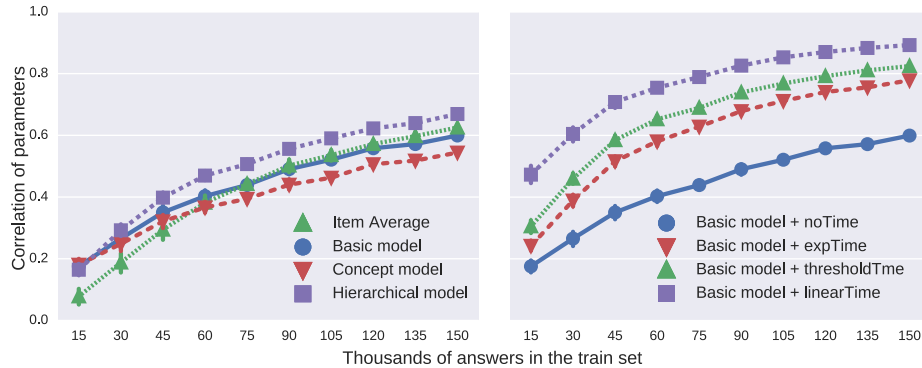 Correlation of parameters
1.0
0.8
0.6
0.4
0.2
0.0
Item Average
Basic model
Concept model
Hierarchical model
15 30 45 60 75 90 105 120 135 150
Basic model + noTime
Basic model + expTime
Basic model + thresholdTme
Basic model + linearTime
15 30 45 60 75 90 105 120 135 150
Thousands of answers in the train set